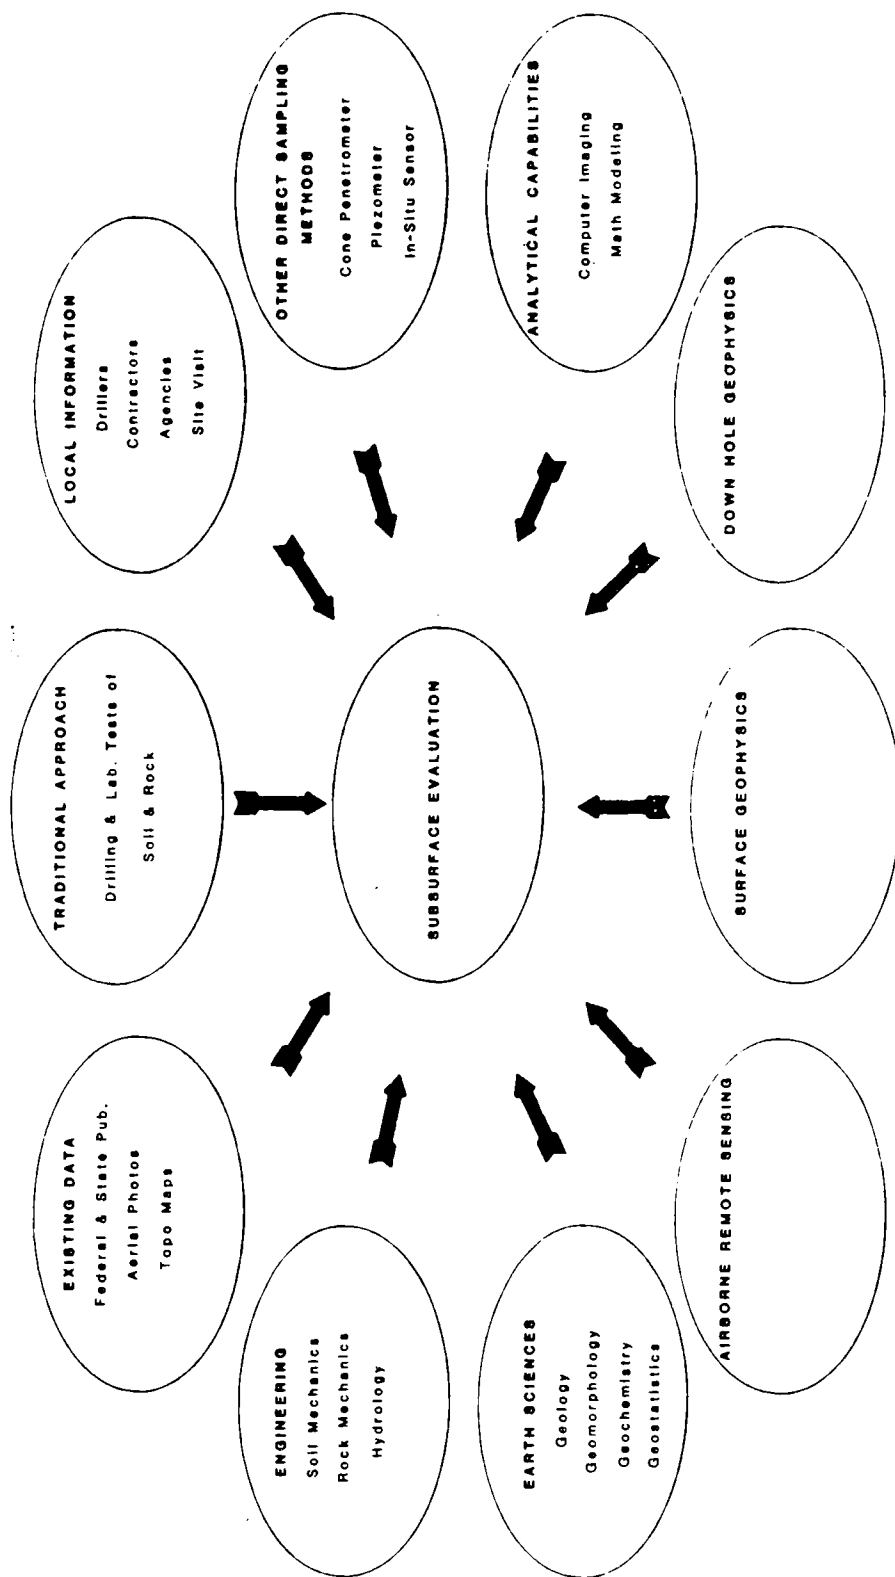 TRADITIONAL APPROACH
Drilling & Lab. Tests of
Soil & Rock
EXISTING DATA
Federal & State Pub.
Aerial Photos
Topo Maps
LOCAL INFORMATION
Drillers
Contractors
Agencies
Site Visit
ENGINEERING
Soil Mechanics
Rock Mechanics
Hydrology
OTHER DIRECT SAMPLING
METHODS
Cone Penetrometer
Piezometer
In-Situ Sensor
SUBSURFACE EVALUATION
EARTH SCIENCES
Geology
Geomorphology
Geochemistry
Geostatistics
ANALYTICAL CAPABILITIES
Computer Imaging
Math Modeling
AIRBORNE REMOTE SENSING
SURFACE GEOPHYSICS
DOWN HOLE GEOPHYSICS